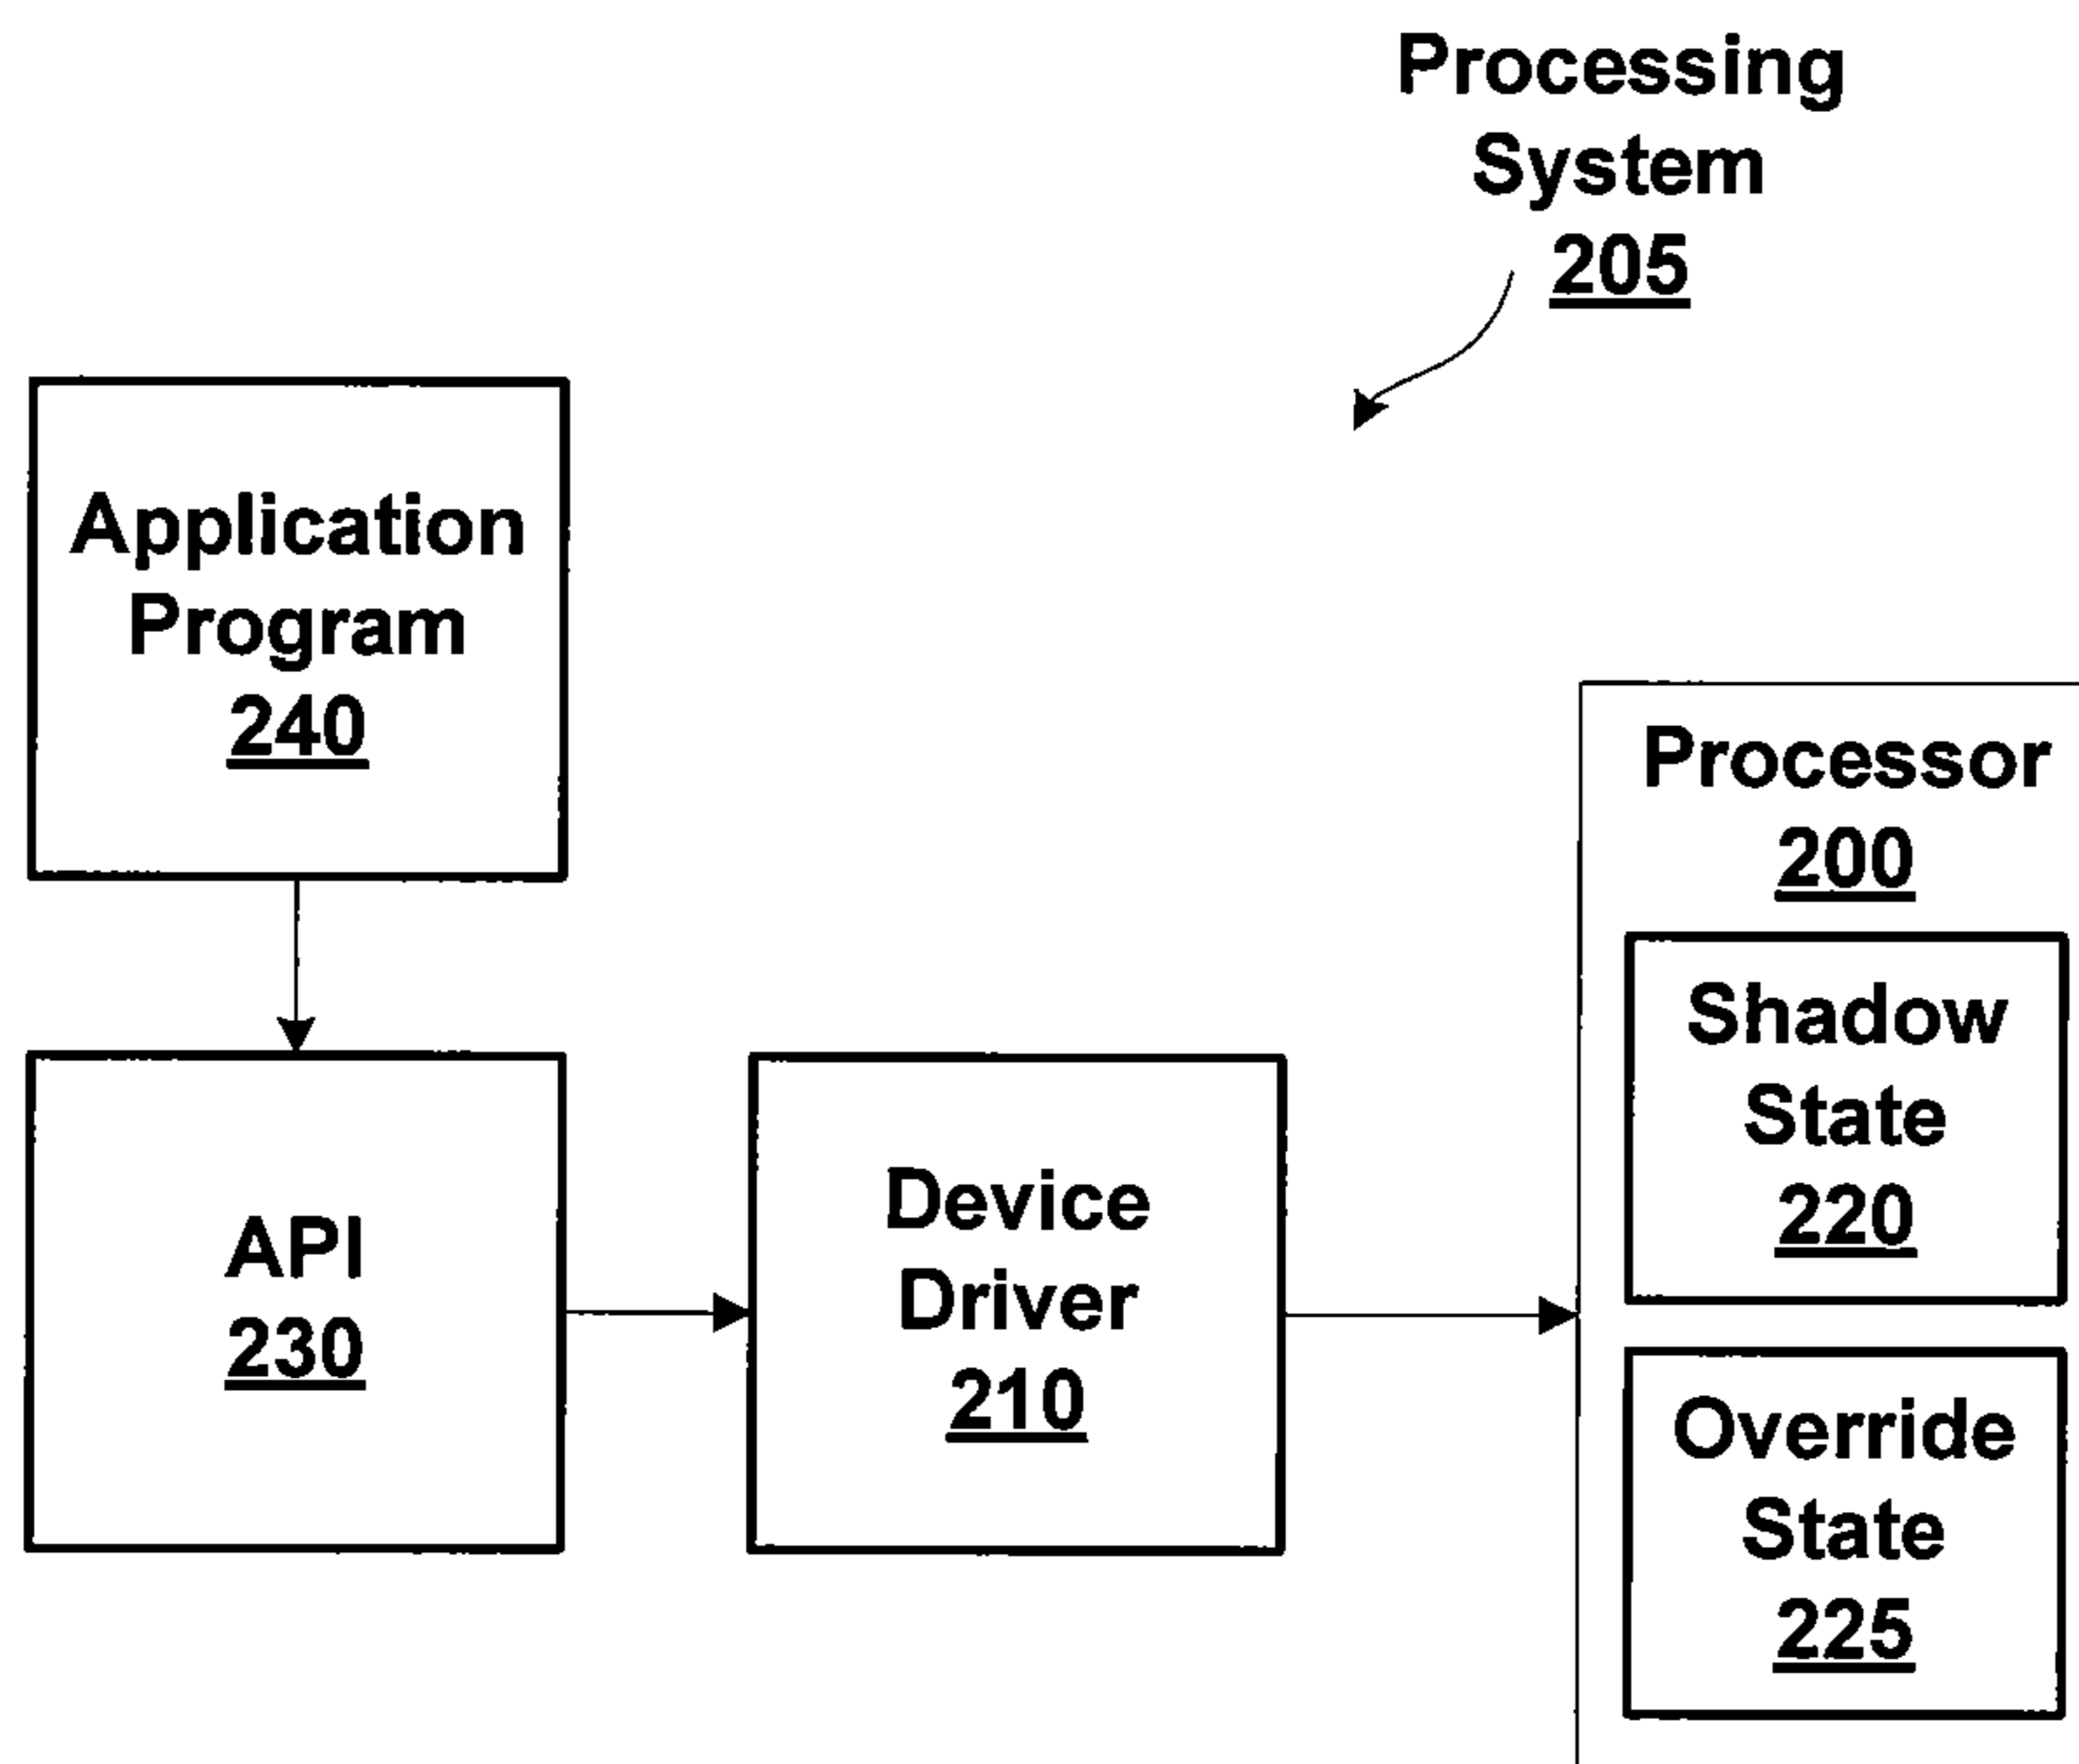 Processing
System
205
Application
Program
240
Processor
200
Shadow
State
220
API
230
Device
Driver
210
Override
State
225